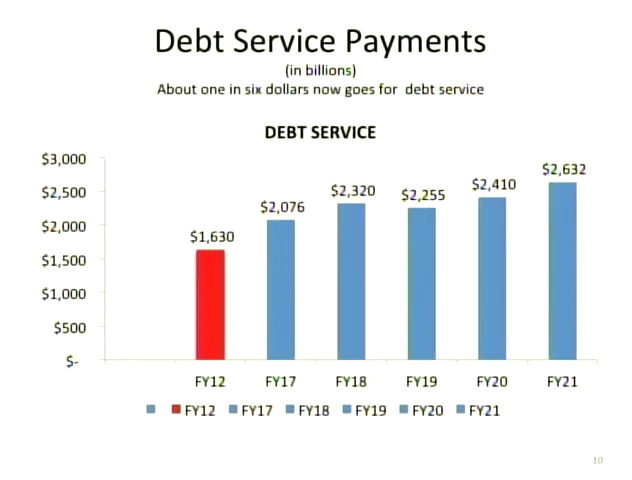 Debt Service Payments
(in billions)
About one in six dollars now goes for debt service
DEBT SERVICE
$3,000
$2,500
$2,000
$1,500
$1,000
$500
$-
$1,630
$2,076
$2,320
$2,255
$2,410
$2,632
FY12 FY17 FY18 FY19 FY20 FY21
FY12 FY17 FY18 FY19 FY20 FY21
10